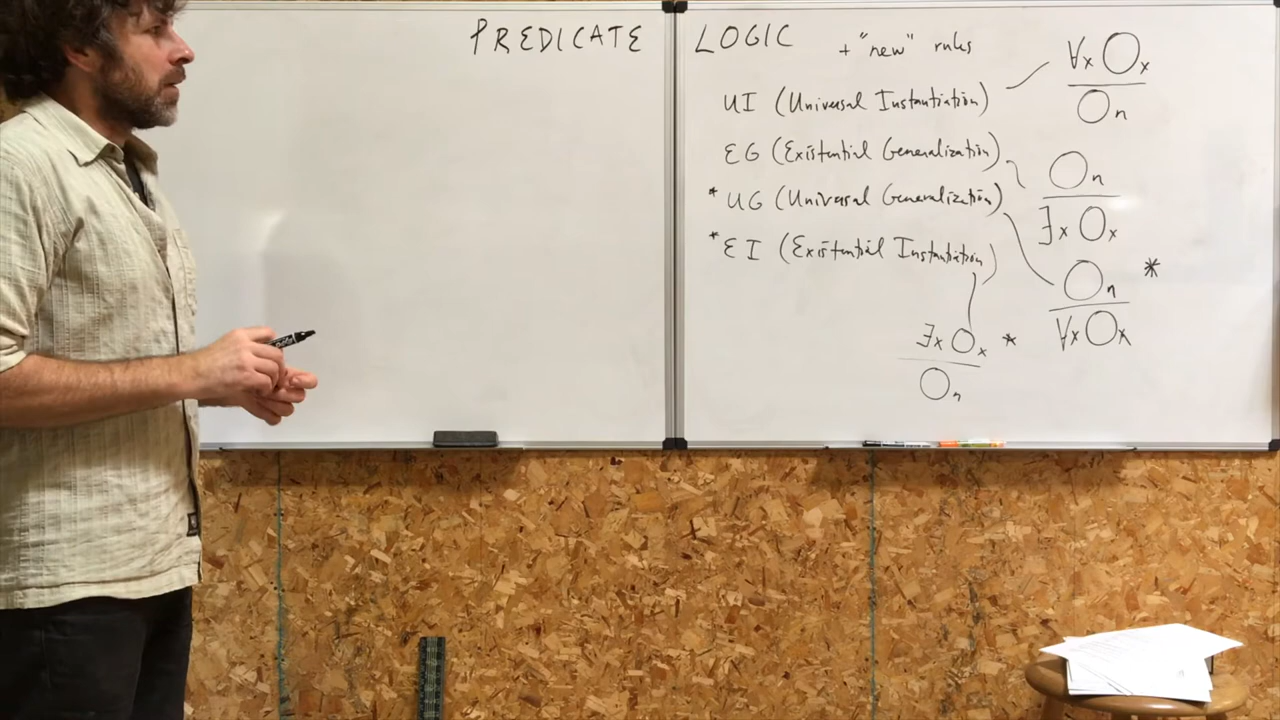 PREDICATE LOGIC + "new" rules
UI (Universal Instantiation)
∀x Ox
On
EG (Existential Generalization)
On
∃x Ox
* UG (Universal Generalization)
On *
∀x Ox
* EI (Existential Instantiation)
∃x Ox *
On